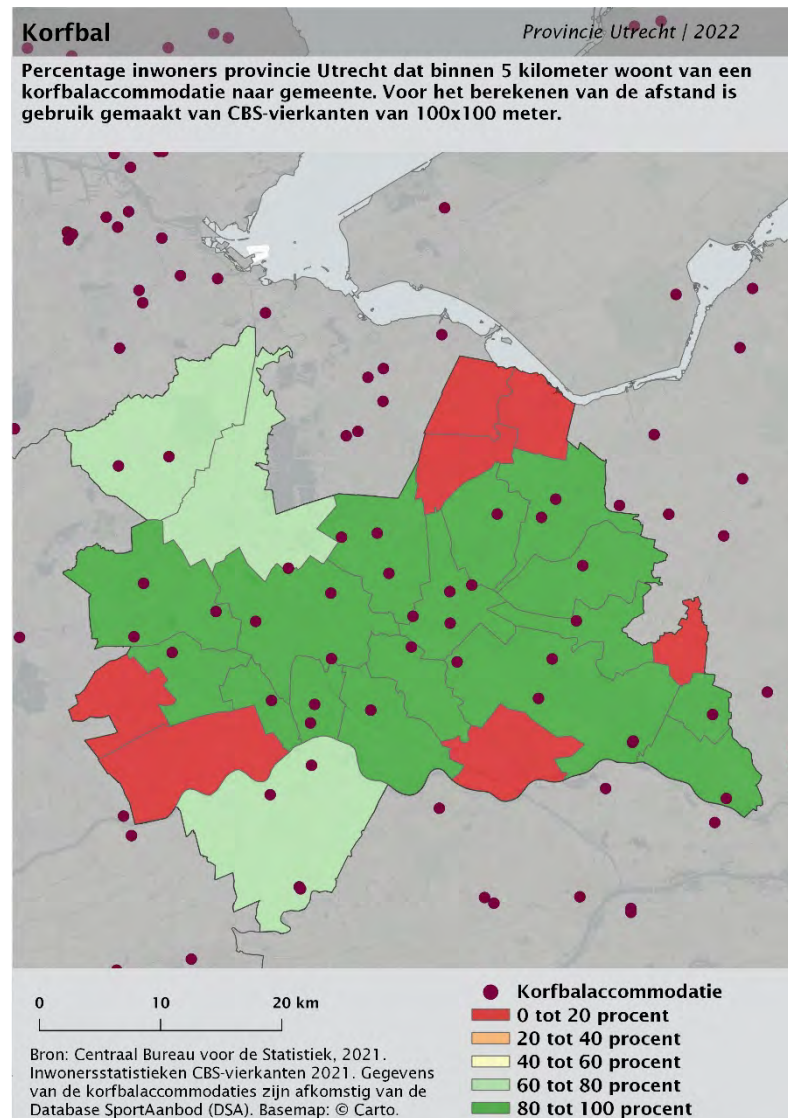 Korfbal
Provincie Utrecht | 2022
Percentage inwoners provincie Utrecht dat binnen 5 kilometer woont van een
korfbalaccommodatie naar gemeente. Voor het berekenen van de afstand is
gebruik gemaakt van CBS-vierkanten van 100x100 meter.
0 10 20 km
Bron: Centraal Bureau voor de Statistiek, 2021.
Inwonersstatistieken CBS-vierkanten 2021. Gegevens
van de korfbalaccommodaties zijn afkomstig van de
Database SportAanbod (DSA). Basemap: © Carto.
Korfbalaccommodatie
0 tot 20 procent
20 tot 40 procent
40 tot 60 procent
60 tot 80 procent
80 tot 100 procent